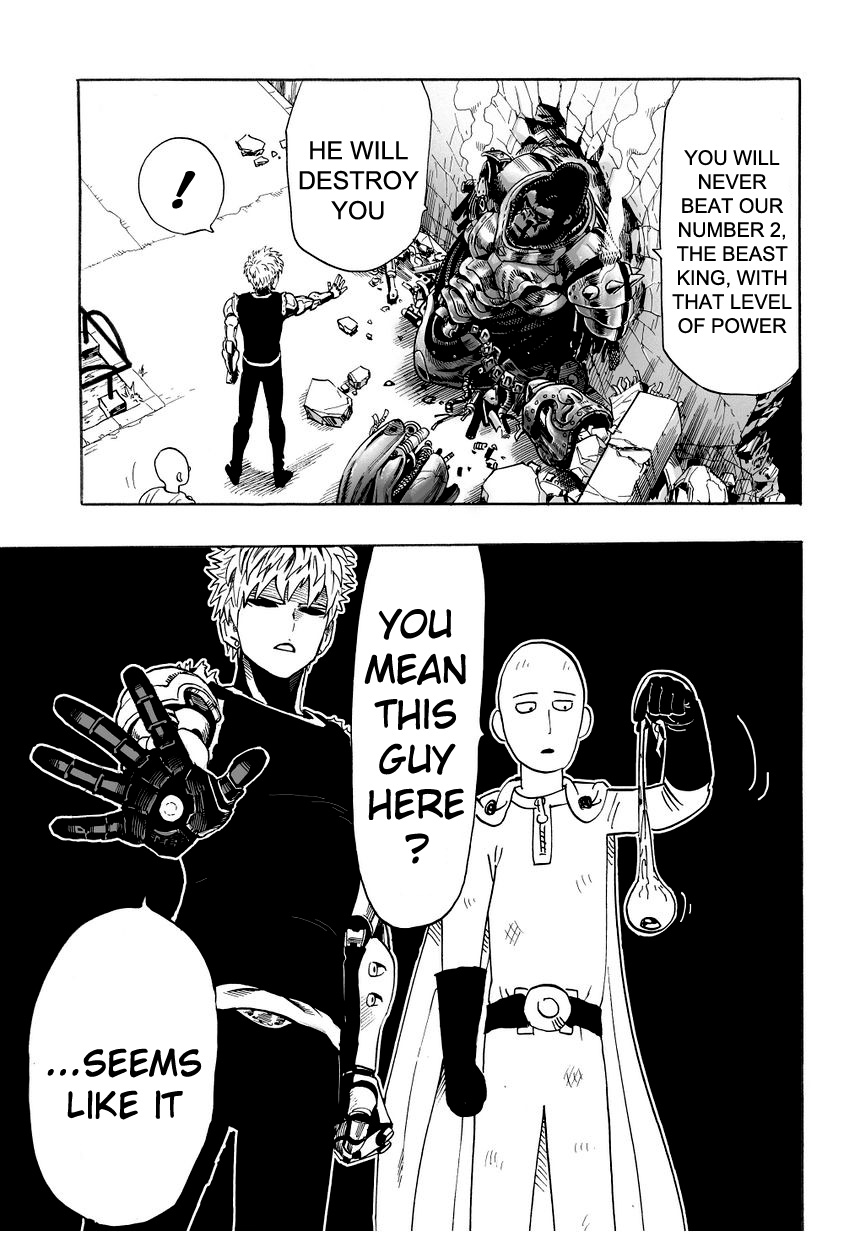 YOU WILL
NEVER
BEAT OUR
NUMBER 2,
THE BEAST
KING, WITH
THAT LEVEL
OF POWER
HE WILL
DESTROY
YOU
!
YOU
MEAN
THIS
GUY
HERE
?
...SEEMS
LIKE IT